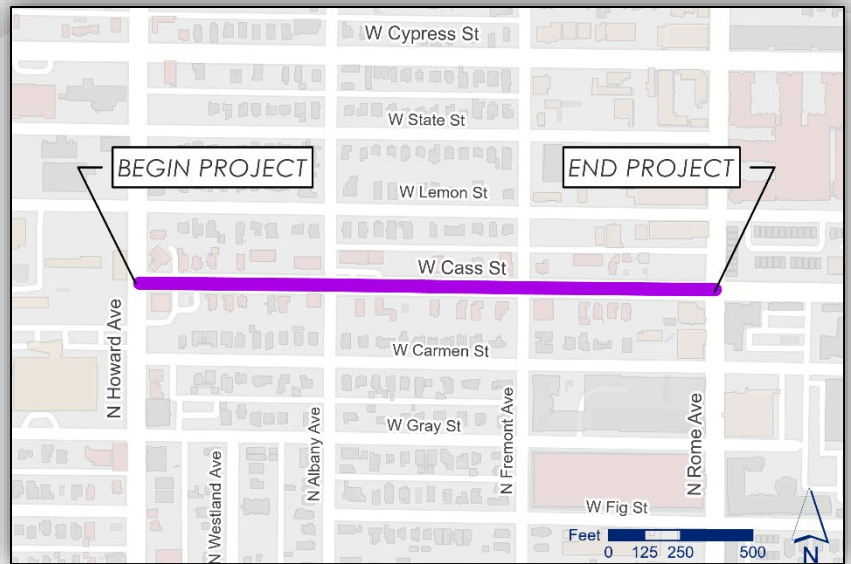 W Cypress St
W State St
BEGIN PROJECT
W Lemon St
END PROJECT
W Cass St
N Howard Ave
W Carmen St
N Albany Ave
W Gray St
N Fremont Ave
N Rome Ave
N Westland Ave
W Fig St
Feet
0 125 250 500
N